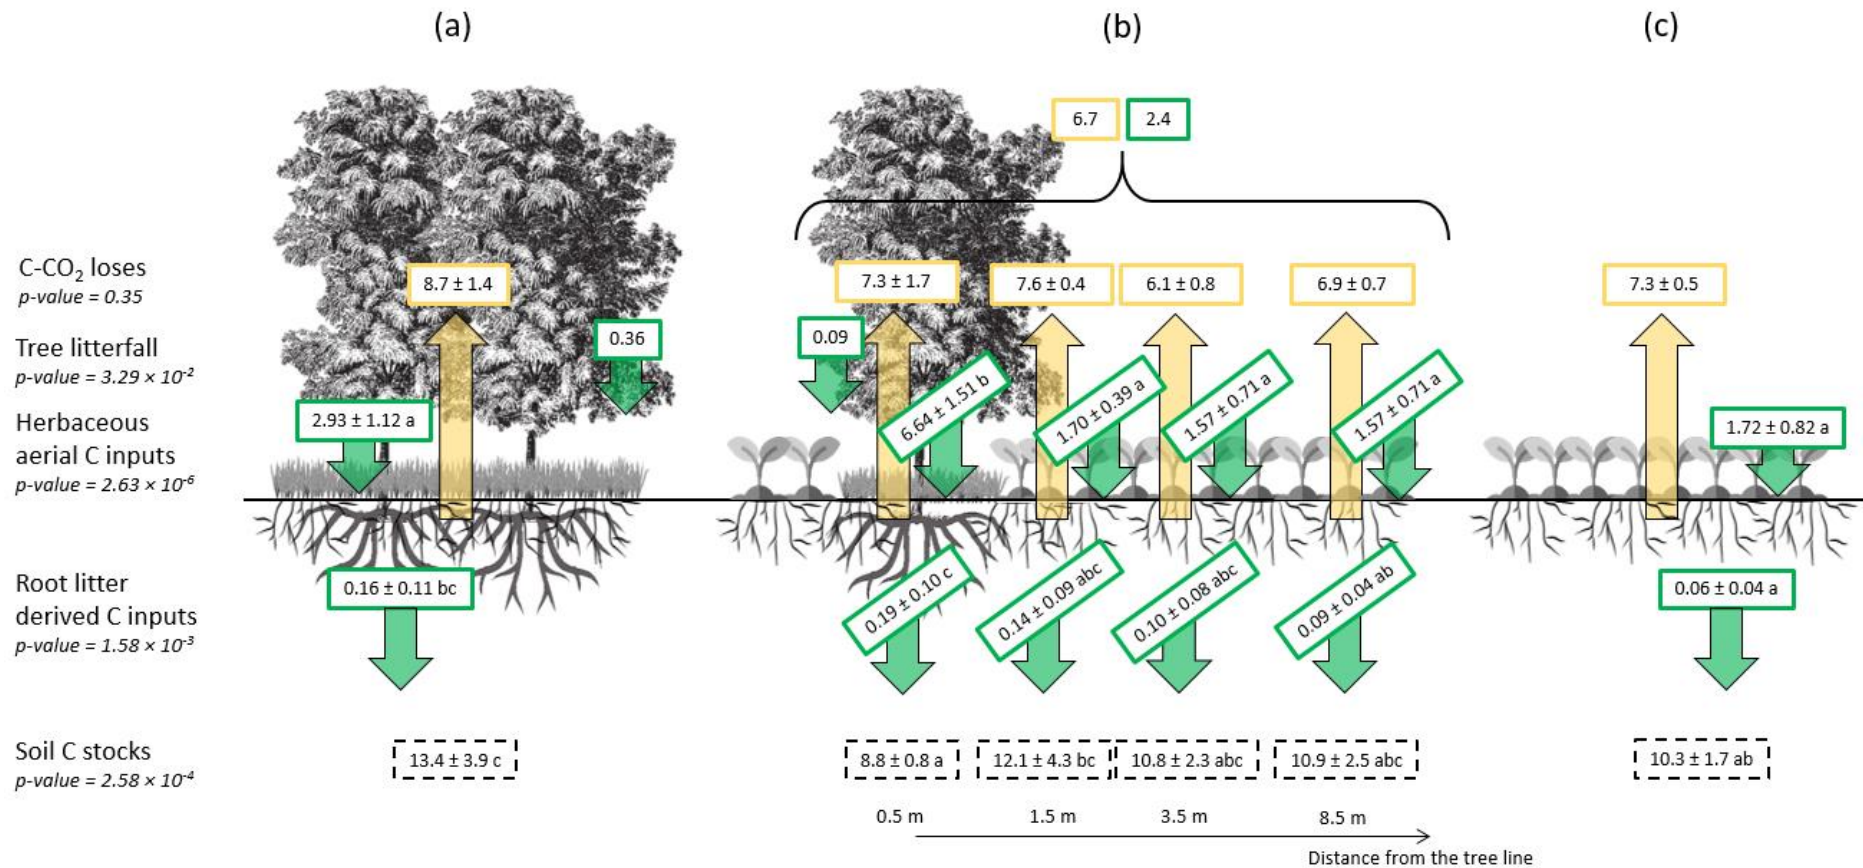 (a)
(b)
(c)
6.7
2.4
C-CO₂ loses
p-value = 0.35
8.7 ± 1.4
7.3 ± 1.7
7.6 ± 0.4
6.1 ± 0.8
6.9 ± 0.7
7.3 ± 0.5
Tree litterfall
p-value = 3.29 × 10⁻²
0.36
0.09
Herbaceous
aerial C inputs
p-value = 2.63 × 10⁻⁶
2.93 ± 1.12 a
6.64 ± 1.51 b
1.70 ± 0.39 a
1.57 ± 0.71 a
1.57 ± 0.71 a
1.72 ± 0.82 a
Root litter
derived C inputs
p-value = 1.58 × 10⁻³
0.16 ± 0.11 bc
0.19 ± 0.10 c
0.14 ± 0.09 abc
0.10 ± 0.08 abc
0.09 ± 0.04 ab
0.06 ± 0.04 a
Soil C stocks
p-value = 2.58 × 10⁻⁴
13.4 ± 3.9 c
8.8 ± 0.8 a
12.1 ± 4.3 bc
10.8 ± 2.3 abc
10.9 ± 2.5 abc
10.3 ± 1.7 ab
0.5 m
1.5 m
3.5 m
8.5 m
Distance from the tree line